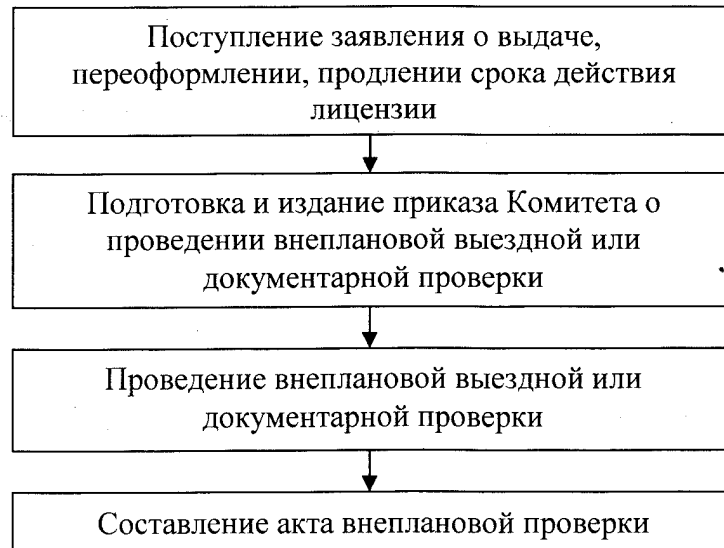 Поступление заявления о выдаче,
переоформлении, продлении срока действия
лицензии
Подготовка и издание приказа Комитета о
проведении внеплановой выездной или
документарной проверки
Проведение внеплановой выездной или
документарной проверки
Составление акта внеплановой проверки